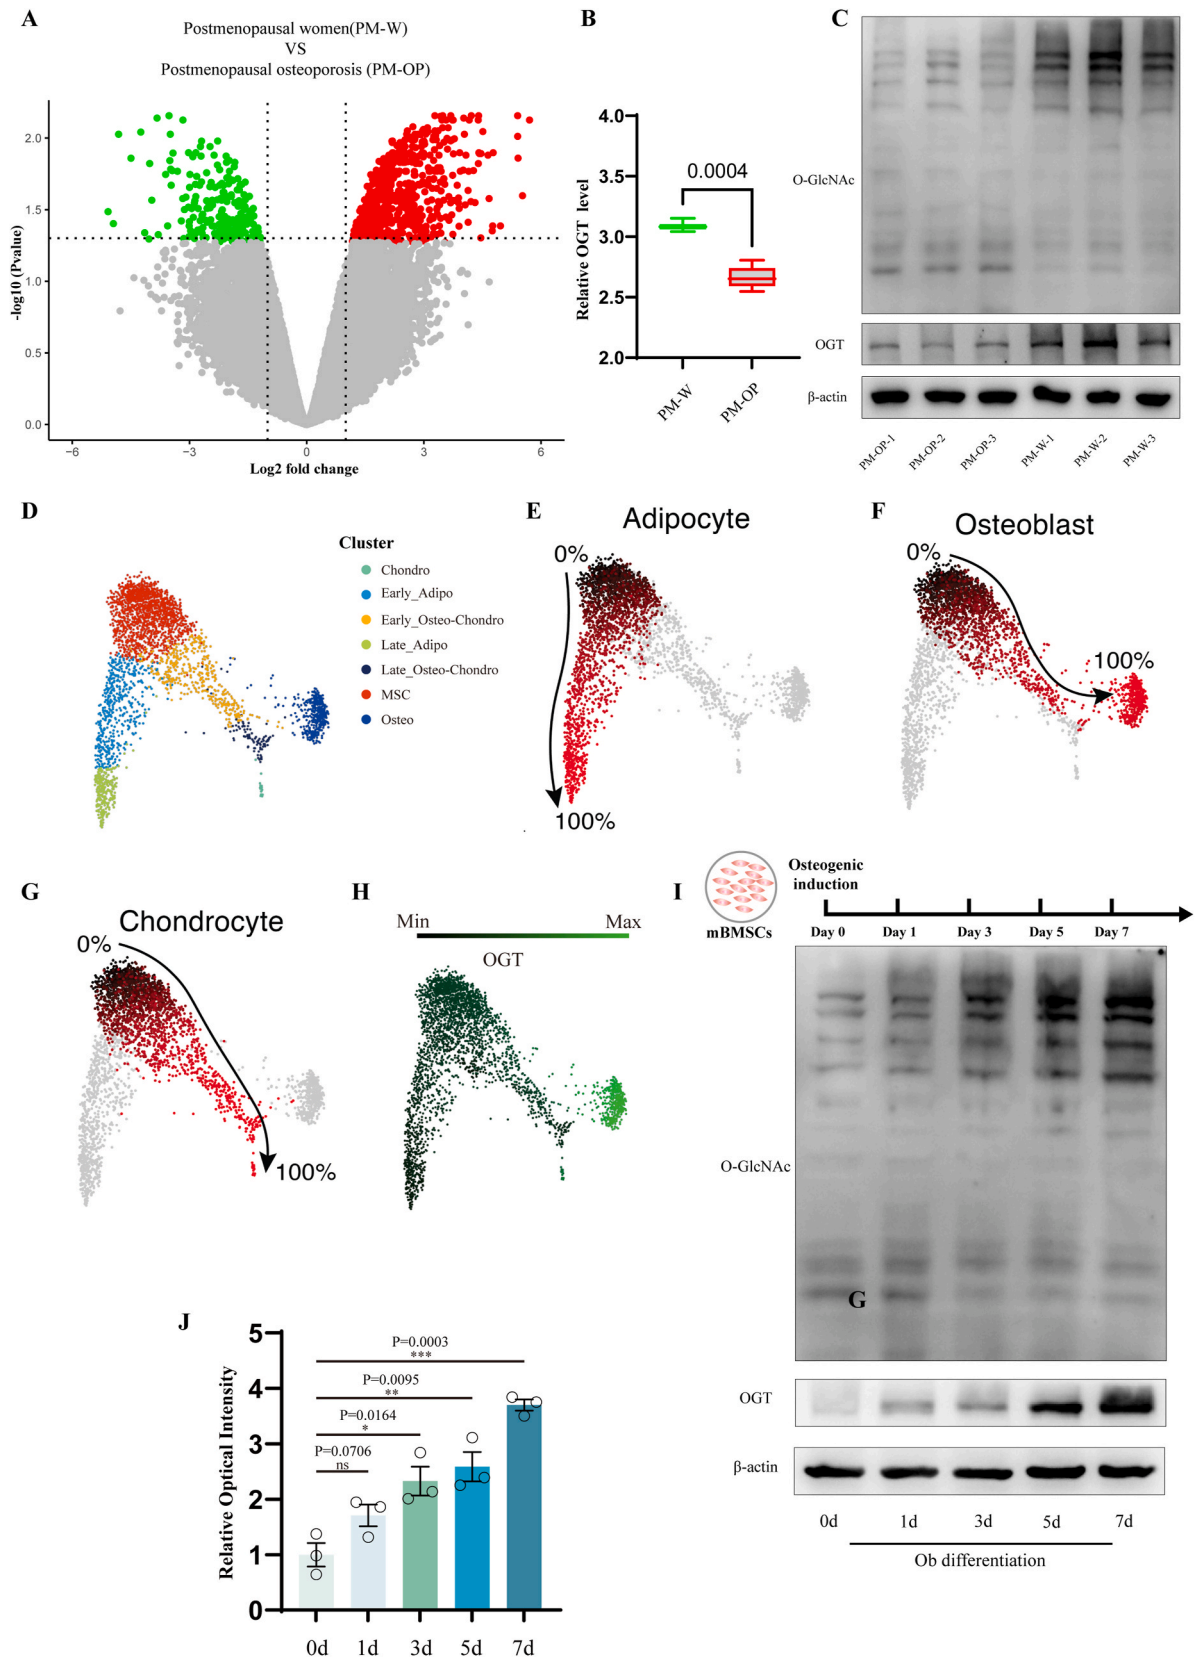 A
Postmenopausal women(PM-W)
VS
Postmenopausal osteoporosis (PM-OP)
2.0
1.5
1.0
0.5
0.0
-log10 (Pvalue)
−6
−3
0
3
6
Log2 fold change
B
4.0
3.5
3.0
2.5
2.0
Relative OGT level
0.0004
PM-W
PM-OP
C
O-GlcNAc
OGT
β-actin
PM-OP-1
PM-OP-2
PM-OP-3
PM-W-1
PM-W-2
PM-W-3
D
Cluster
Chondro
Early_Adipo
Early_Osteo-Chondro
Late_Adipo
Late_Osteo-Chondro
MSC
Osteo
E
Adipocyte
0%
100%
F
Osteoblast
0%
100%
G
Chondrocyte
0%
100%
H
Min
Max
OGT
I
mBMSCs
Osteogenic
induction
Day 0
Day 1
Day 3
Day 5
Day 7
O-GlcNAc
G
OGT
β-actin
0d
1d
3d
5d
7d
Ob differentiation
J
5
4
3
2
1
0
Relative Optical Intensity
P=0.0003
***
P=0.0095
**
P=0.0164
*
P=0.0706
ns
0d
1d
3d
5d
7d